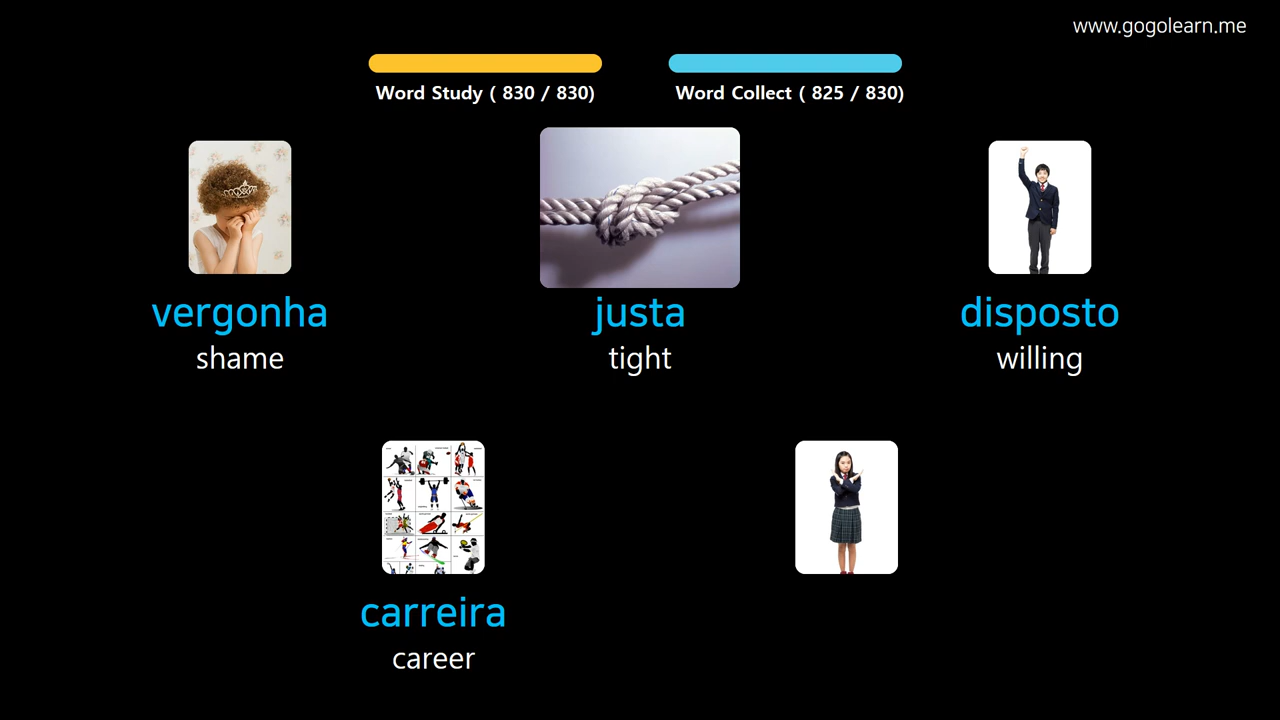 www.gogolearn.me
Word Study ( 830 / 830)
Word Collect ( 825 / 830)
vergonha
shame
justa
tight
disposto
willing
carreira
career